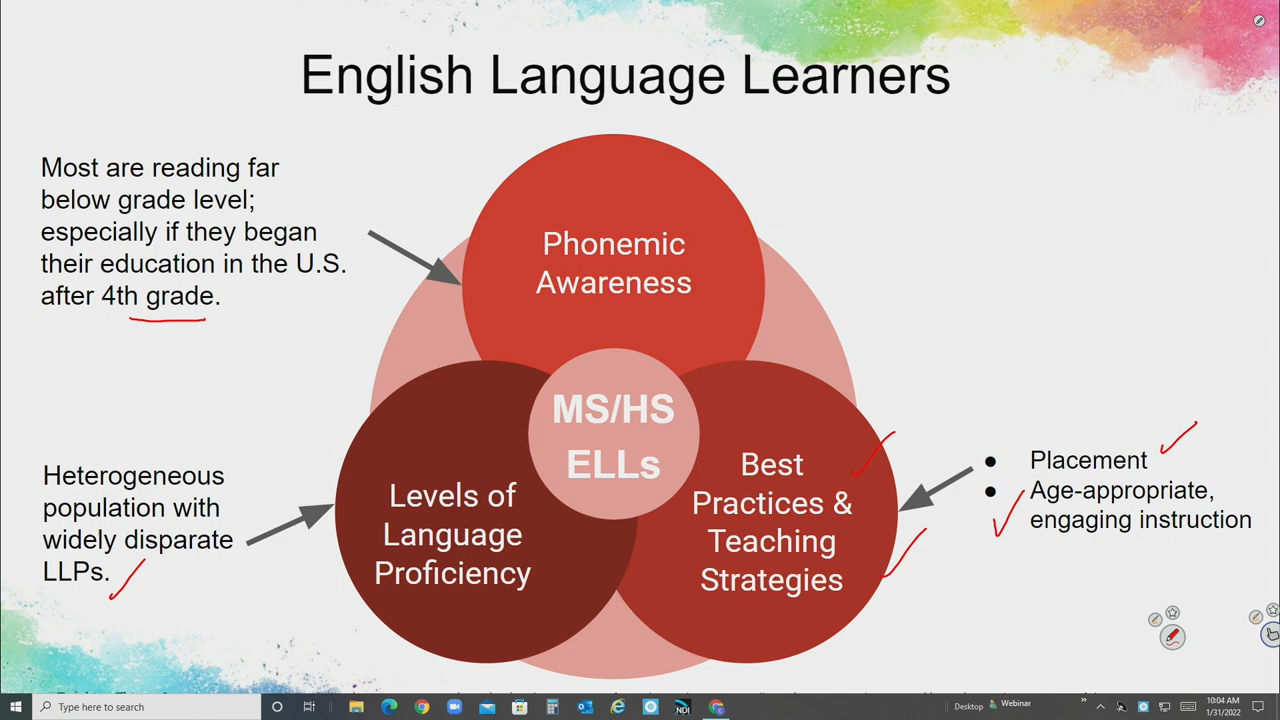 English Language Learners
Most are reading far
below grade level;
especially if they began
their education in the U.S.
after 4th grade.
Phonemic
Awareness
MS/HS
ELLs
Heterogeneous
population with
widely disparate
LLPs.
Levels of
Language
Proficiency
Best
Practices &
Teaching
Strategies
● Placement
● Age-appropriate,
engaging instruction
Type here to search
NDI
Desktop
Webinar
10:04 AM
1/31/2022